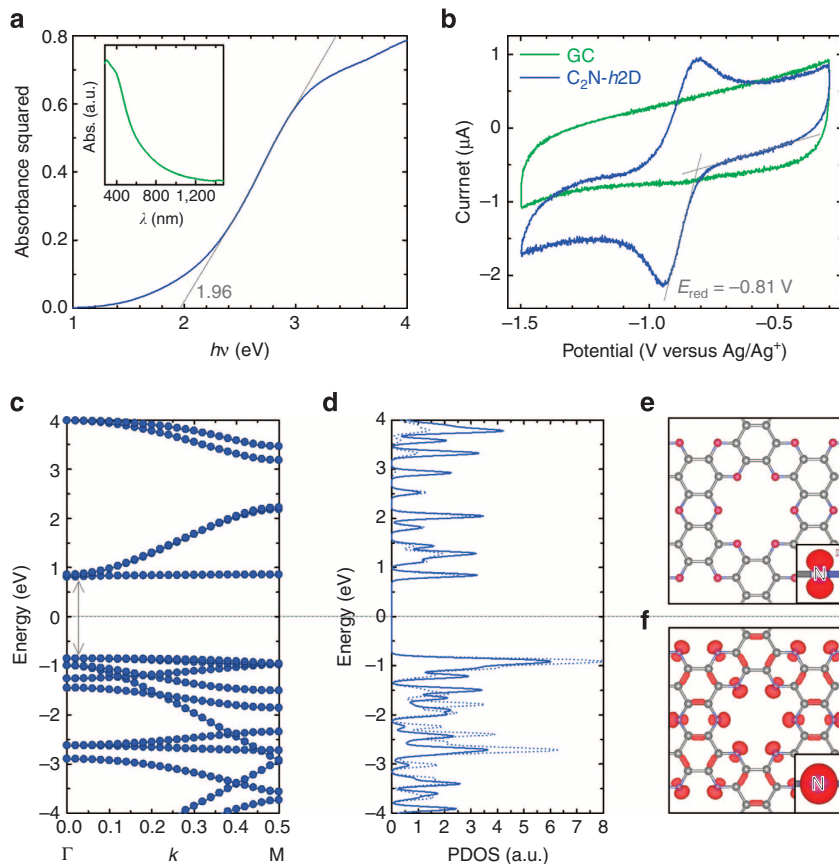 a
0.8
0.6
0.4
0.2
0.0
Absorbance squared
1
2
3
4
hν (eV)
1.96
Abs. (a.u.)
400
800
1,200
λ (nm)
b
GC
C₂N-h2D
1
0
−1
−2
Currnet (μA)
E_red = −0.81 V
−1.5
−1.0
−0.5
Potential (V versus Ag/Ag⁺)
c
4
3
2
1
0
−1
−2
−3
−4
Energy (eV)
0.0
0.1
0.2
0.3
0.4
0.5
Γ
k
M
d
4
3
2
1
0
−1
−2
−3
−4
Energy (eV)
0
1
2
3
4
5
6
7
8
PDOS (a.u.)
e
N
f
N